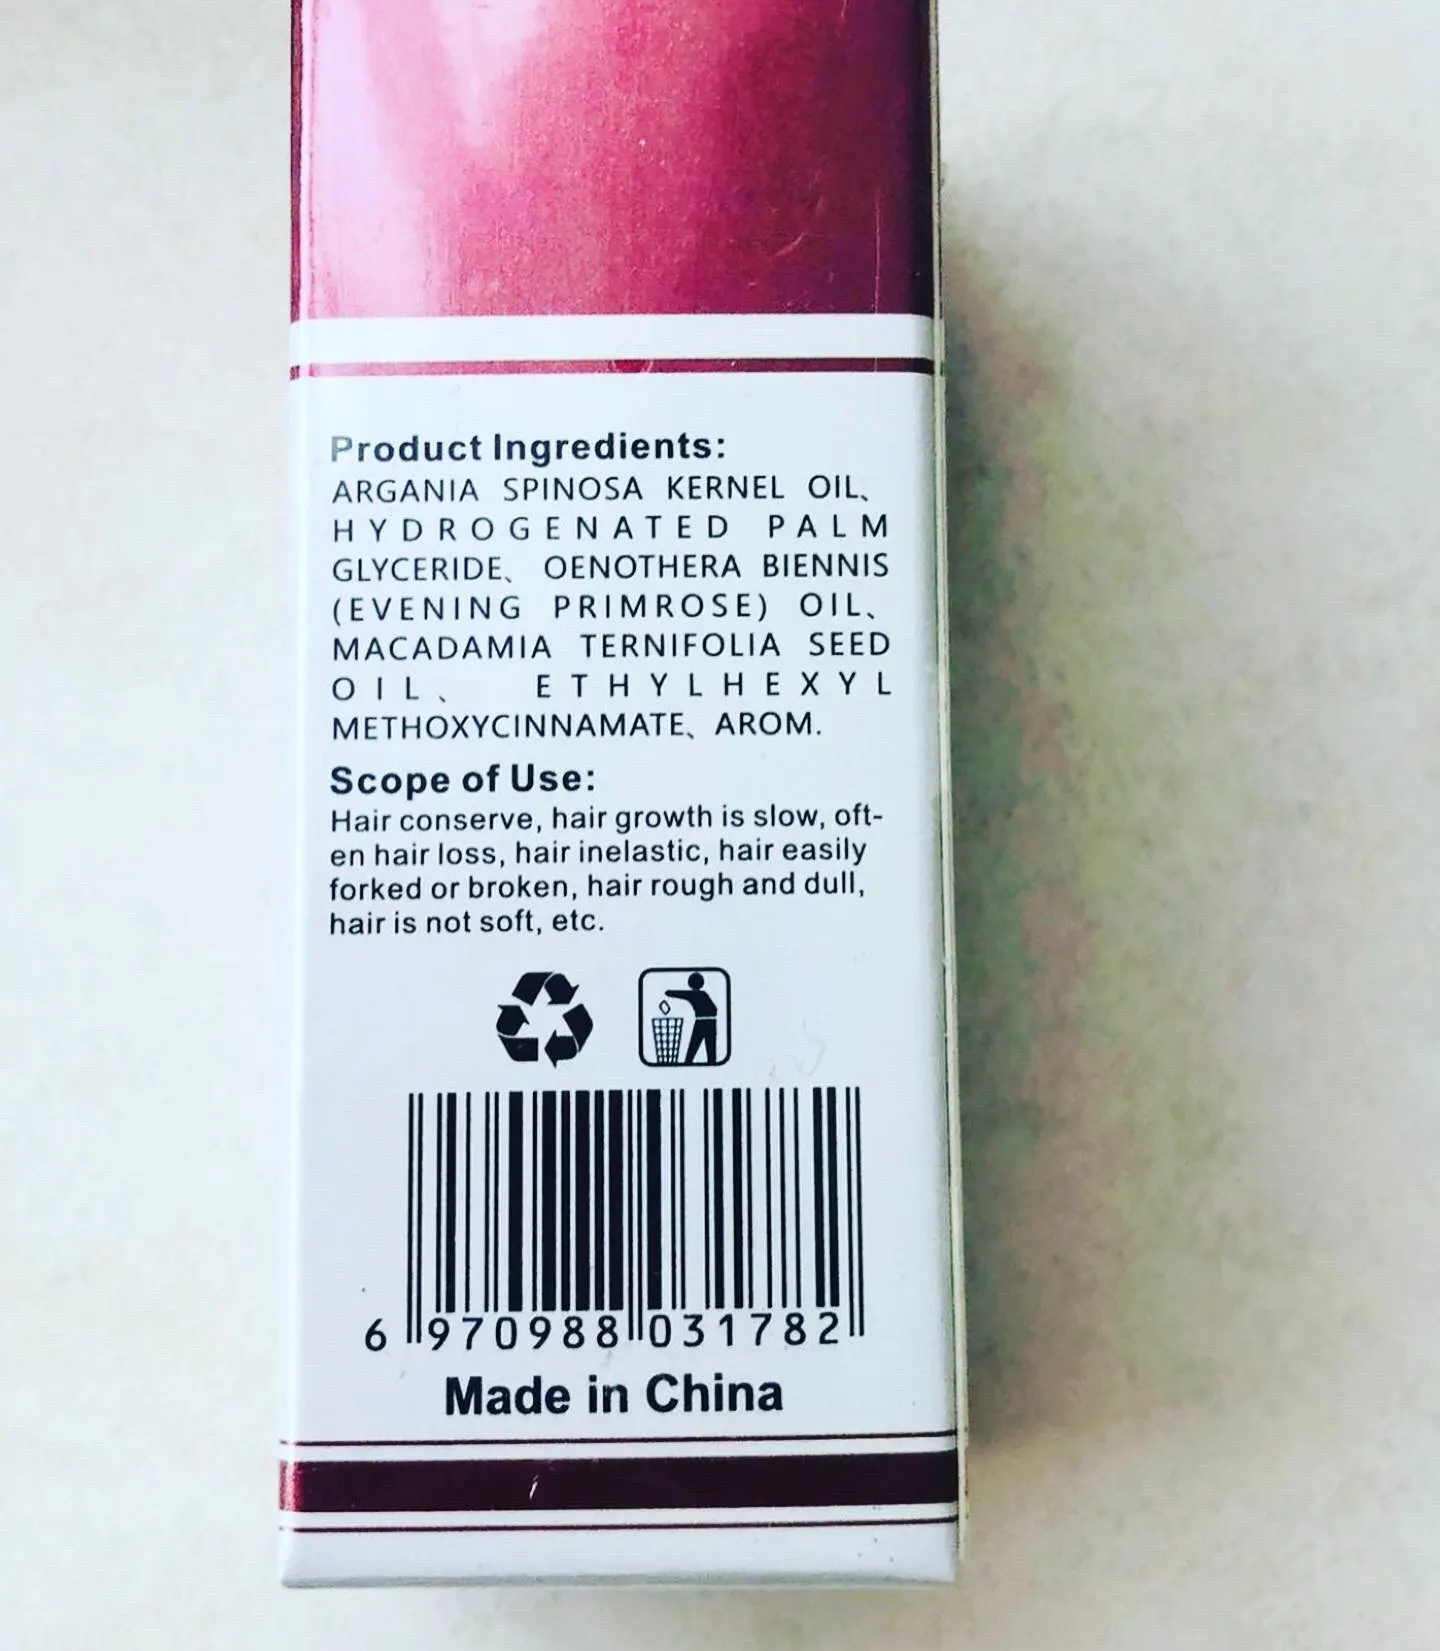 Product Ingredients:
ARGANIA SPINOSA KERNEL OIL、
HYDROGENATED PALM
GLYCERIDE、 OENOTHERA BIENNIS
(EVENING PRIMROSE) OIL、
MACADAMIA TERNIFOLIA SEED
OIL、 ETHYLHEXYL
METHOXYCINNAMATE、 AROM.
Scope of Use:
Hair conserve, hair growth is slow, oft-
en hair loss, hair inelastic, hair easily
forked or broken, hair rough and dull,
hair is not soft, etc.
6 970988 031782
Made in China